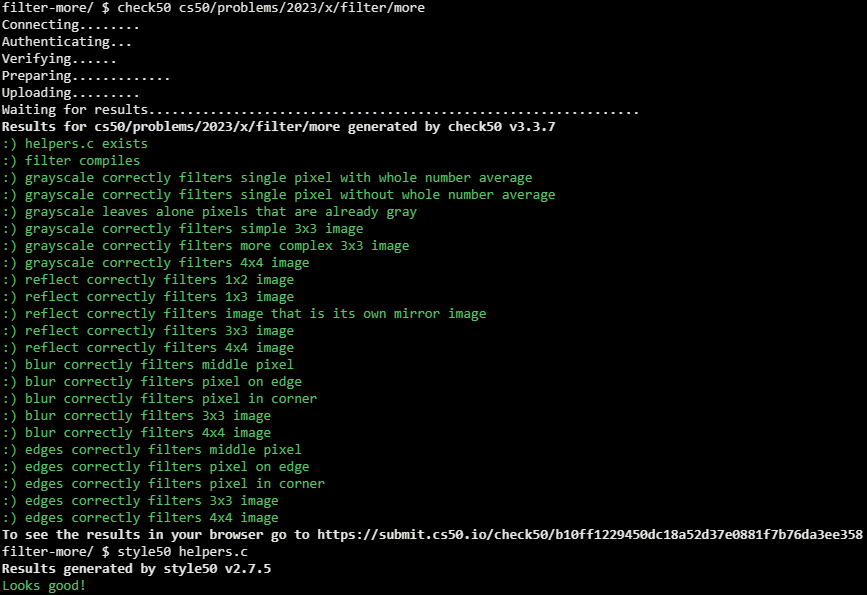 filter-more/ $ check50 cs50/problems/2023/x/filter/more
Connecting........
Authenticating...
Verifying......
Preparing.............
Uploading.........
Waiting for results................................................................
Results for cs50/problems/2023/x/filter/more generated by check50 v3.3.7
:) helpers.c exists
:) filter compiles
:) grayscale correctly filters single pixel with whole number average
:) grayscale correctly filters single pixel without whole number average
:) grayscale leaves alone pixels that are already gray
:) grayscale correctly filters simple 3x3 image
:) grayscale correctly filters more complex 3x3 image
:) grayscale correctly filters 4x4 image
:) reflect correctly filters 1x2 image
:) reflect correctly filters 1x3 image
:) reflect correctly filters image that is its own mirror image
:) reflect correctly filters 3x3 image
:) reflect correctly filters 4x4 image
:) blur correctly filters middle pixel
:) blur correctly filters pixel on edge
:) blur correctly filters pixel in corner
:) blur correctly filters 3x3 image
:) blur correctly filters 4x4 image
:) edges correctly filters middle pixel
:) edges correctly filters pixel on edge
:) edges correctly filters pixel in corner
:) edges correctly filters 3x3 image
:) edges correctly filters 4x4 image
To see the results in your browser go to https://submit.cs50.io/check50/b10ff1229450dc18a52d37e0881f7b76da3ee358
filter-more/ $ style50 helpers.c
Results generated by style50 v2.7.5
Looks good!